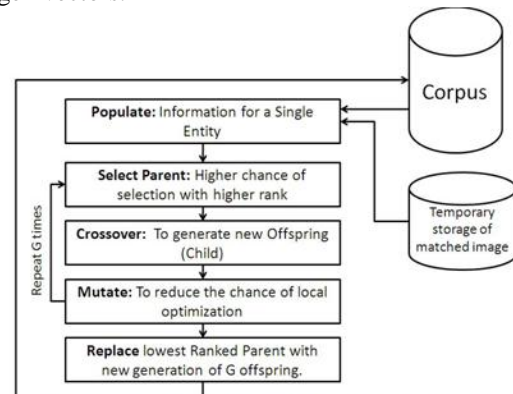 Corpus
Populate: Information for a Single
Entity
Select Parent: Higher chance of
selection with higher rank
Temporary
storage of
matched image
Repeat G times
Crossover: To generate new Offspring
(Child)
Mutate: To reduce the chance of local
optimization
Replace lowest Ranked Parent with
new generation of G offspring.